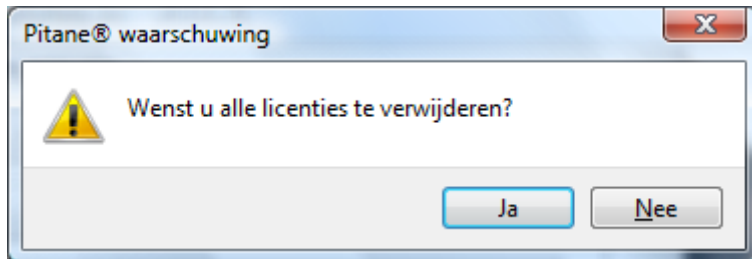 Pitane® waarschuwing
Wenst u alle licenties te verwijderen?
Ja
Nee